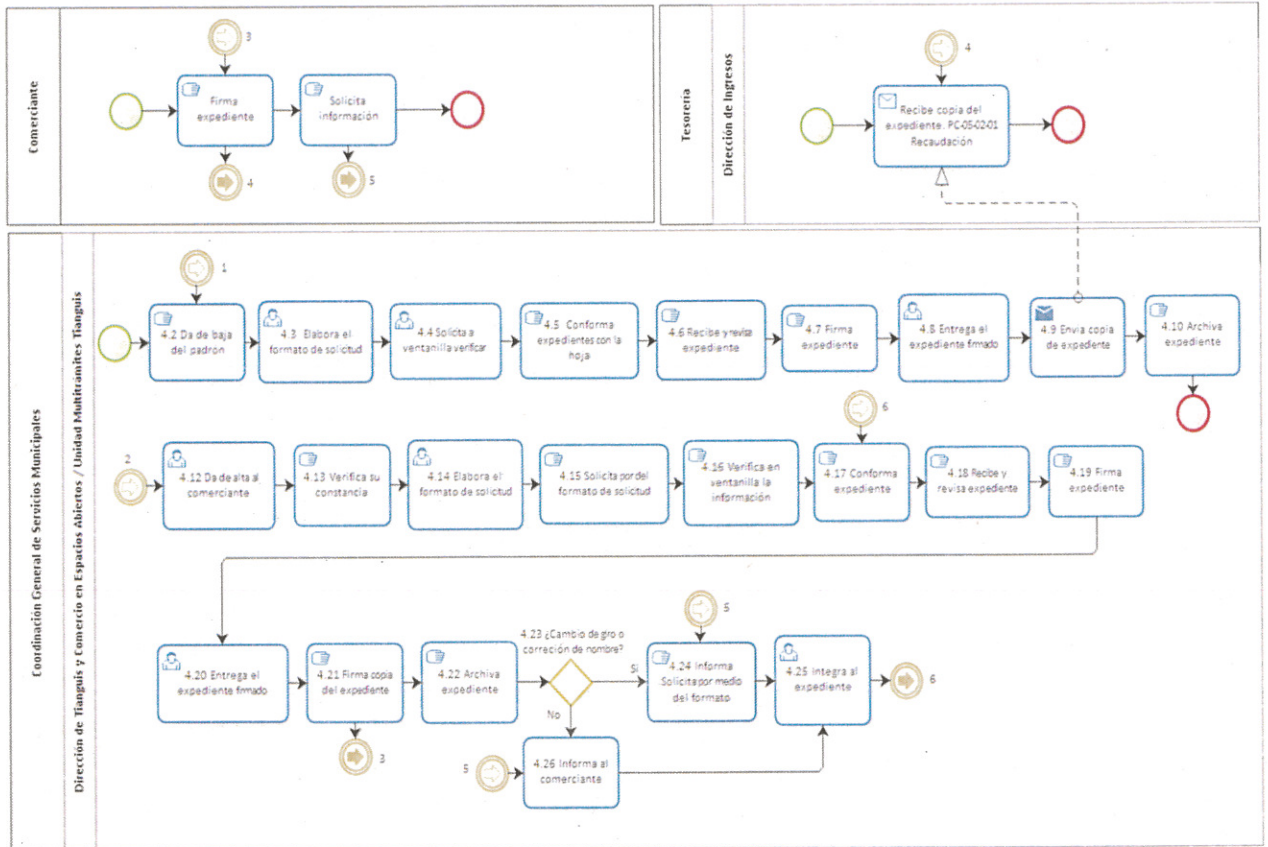 Comerciante
3
Firma
expediente
Solicita
información
4
5
Tesorería
Dirección de Ingresos
4
Recibe copia del
expediente. PC-05-02-01
Recaudación
Coordinación General de Servicios Municipales
Dirección de Tianguis y Comercio en Espacios Abiertos / Unidad Multitrámites Tianguis
1
4.2 Da de baja
del padron
4.3 Elabora el
formato de solicitud
4.4 Solicita a
ventanilla verificar
4.5 Conforma
expedientes con la
hoja
4.6 Recibe y revisa
expediente
4.7 Firma
expediente
4.8 Entrega el
expediente firmado
4.9 Envia copia
de expediente
4.10 Archiva
expediente
2
4.12 Da de alta al
comerciante
4.13 Verifica su
constancia
4.14 Elabora el
formato de solicitud
4.15 Solicita por del
formato de solicitud
4.16 Verifica en
ventanilla la
información
6
4.17 Conforma
expediente
4.18 Recibe y
revisa expediente
4.19 Firma
expediente
4.20 Entrega el
expediente firmado
4.21 Firma copia
del expediente
3
4.22 Archiva
expediente
4.23 ¿Cambio de gro o
correción de nombre?
Si
No
5
4.24 Informa
Solicita por medio
del formato
4.25 Integra al
expediente
6
5
4.26 Informa al
comerciante